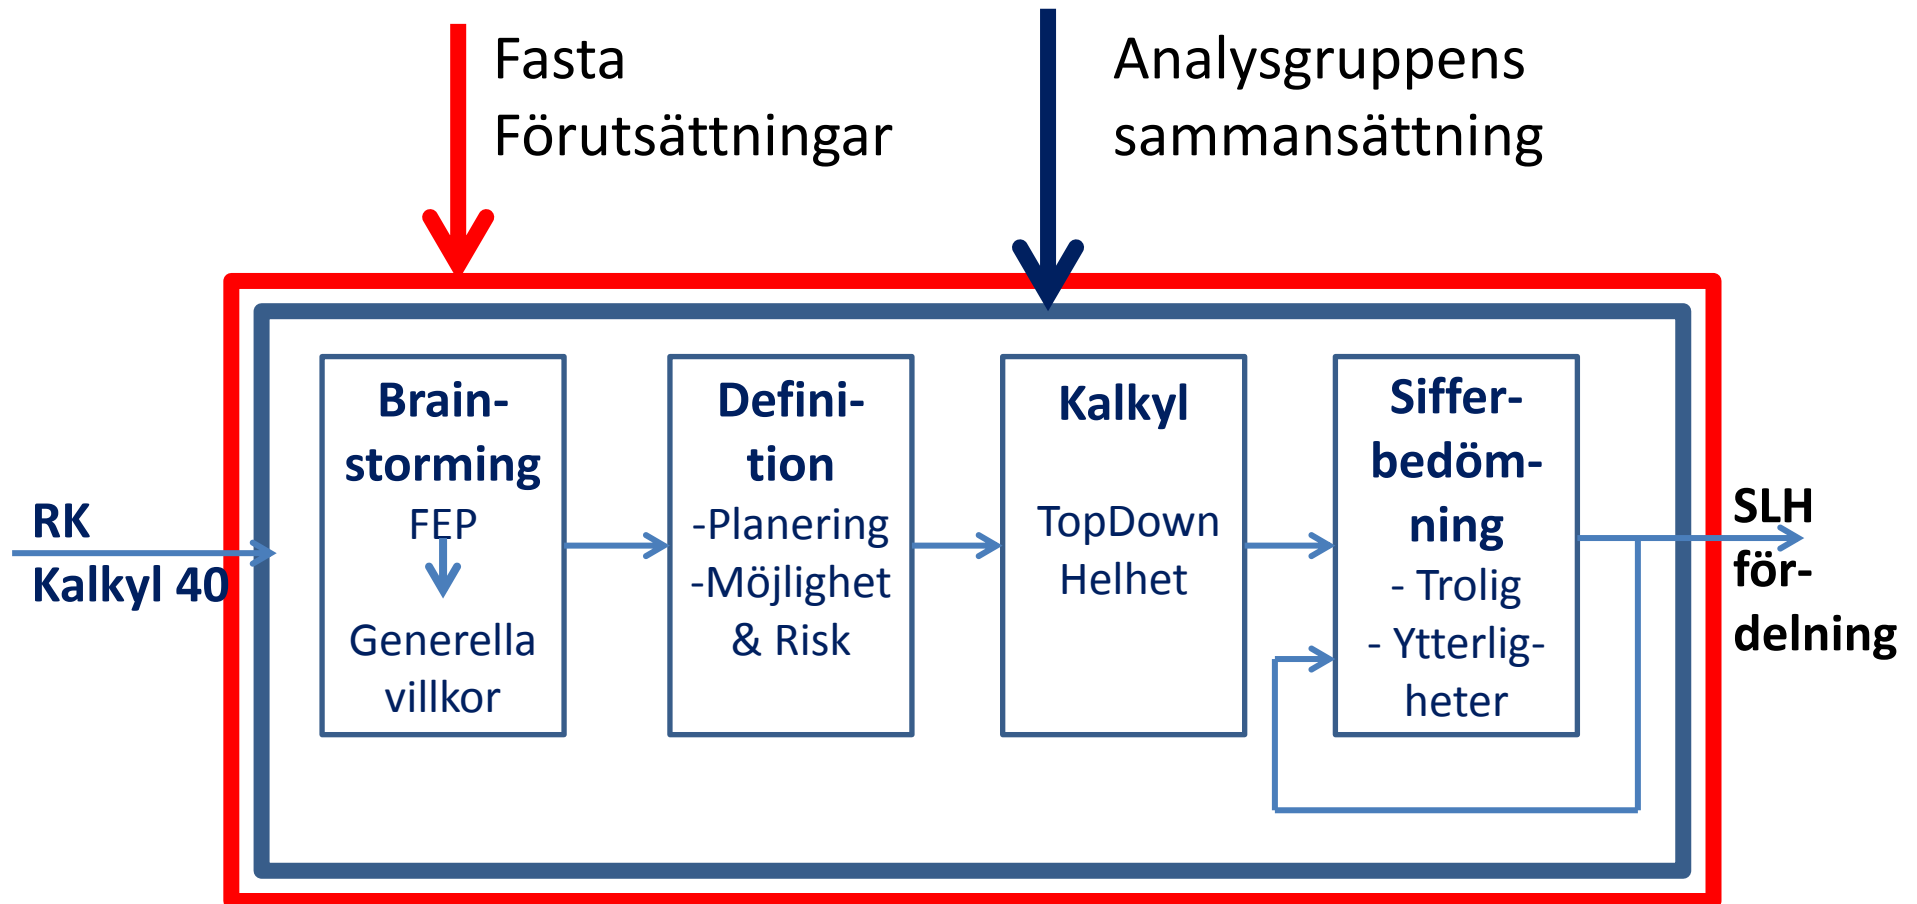 Fasta
Förutsättningar
Analysgruppens
sammansättning
RK
Kalkyl 40
Brain-
storming
FEP
Generella
villkor
Defini-
tion
-Planering
-Möjlighet
& Risk
Kalkyl
TopDown
Helhet
Siffer-
bedöm-
ning
- Trolig
- Ytterlig-
heter
SLH
för-
delning